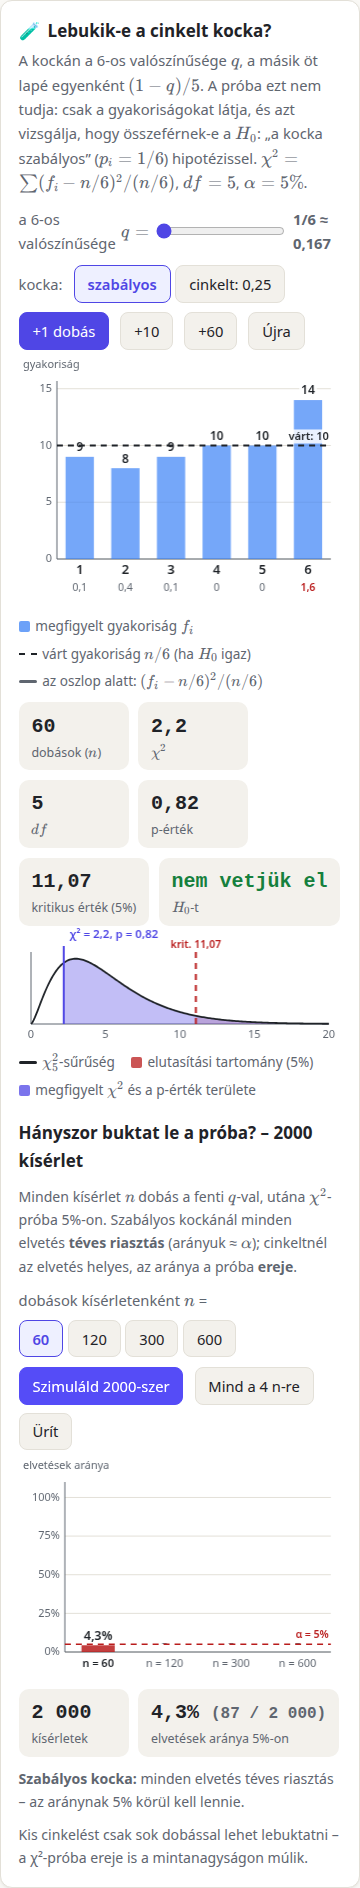 🧪 Lebukik-e a cinkelt kocka?
A kockán a 6-os valószínűsége q, a másik öt
lapé egyenként (1 − q)/5. A próba ezt nem
tudja: csak a gyakoriságokat látja, és azt
vizsgálja, hogy összeférnek-e a H₀: „a kocka
szabályos” (pᵢ = 1/6) hipotézissel. χ² =
∑(fᵢ − n/6)²/(n/6), df = 5, α = 5%.
a 6-os valószínűsége q = 1/6 ≈ 0,167
kocka: szabályos cinkelt: 0,25
+1 dobás +10 +60 Újra
gyakoriság
15
10
5
0
9 8 9 10 10 14
várt: 10
1 2 3 4 5 6
0,1 0,4 0,1 0 0 1,6
megfigyelt gyakoriság fᵢ
várt gyakoriság n/6 (ha H₀ igaz)
az oszlop alatt: (fᵢ − n/6)²/(n/6)
60
dobások (n)
2,2
χ²
5
df
0,82
p-érték
11,07
kritikus érték (5%)
nem vetjük el
H₀-t
χ² = 2,2, p = 0,82
krit. 11,07
0 5 10 15 20
χ²₅-sűrűség elutasítási tartomány (5%)
megfigyelt χ² és a p-érték területe
Hányszor buktat le a próba? – 2000
kísérlet
Minden kísérlet n dobás a fenti q-val, utána χ²-
próba 5%-on. Szabályos kockánál minden
elvetés téves riasztás (arányuk ≈ α); cinkeltnél
az elvetés helyes, az aránya a próba ereje.
dobások kísérletenként n =
60 120 300 600
Szimuláld 2000-szer Mind a 4 n-re
Ürít
elvetések aránya
100%
75%
50%
25%
0%
4,3%
α = 5%
n = 60 n = 120 n = 300 n = 600
2 000
kísérletek
4,3% (87 / 2 000)
elvetések aránya 5%-on
Szabályos kocka: minden elvetés téves riasztás
– az aránynak 5% körül kell lennie.
Kis cinkelést csak sok dobással lehet lebuktatni –
a χ²-próba ereje is a mintanagyságon múlik.